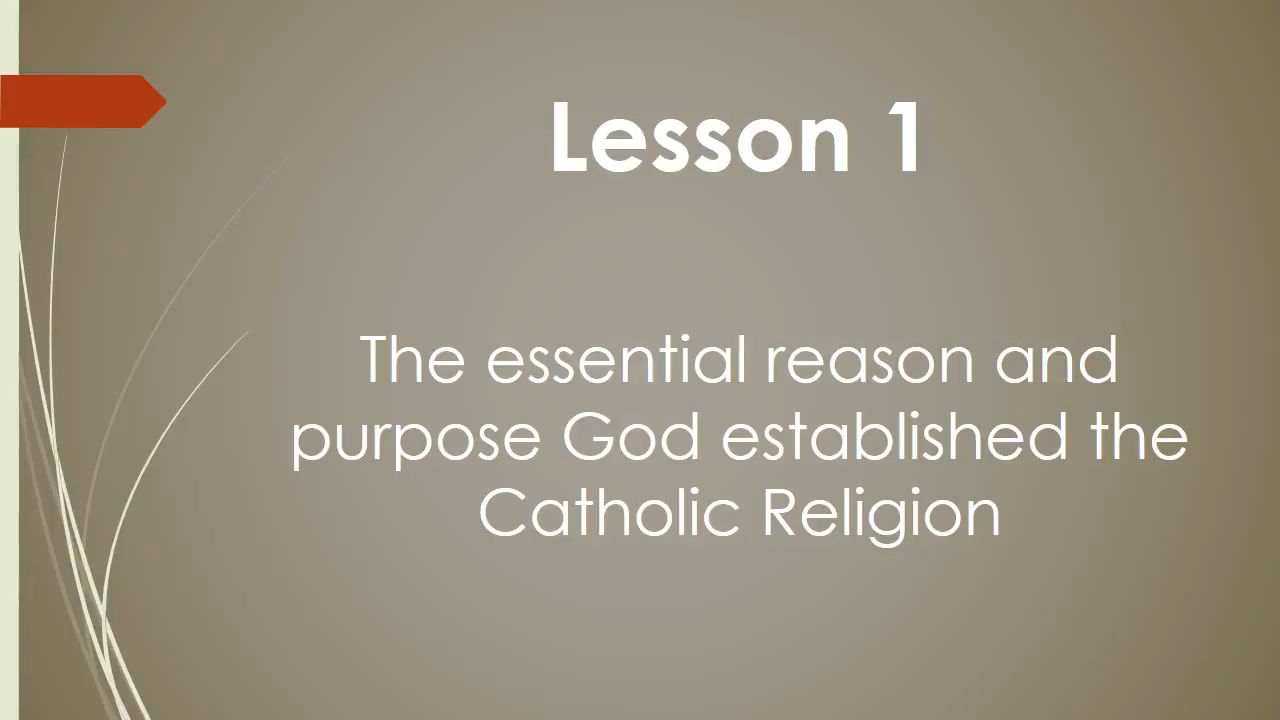 Lesson 1
The essential reason and
purpose God established the
Catholic Religion